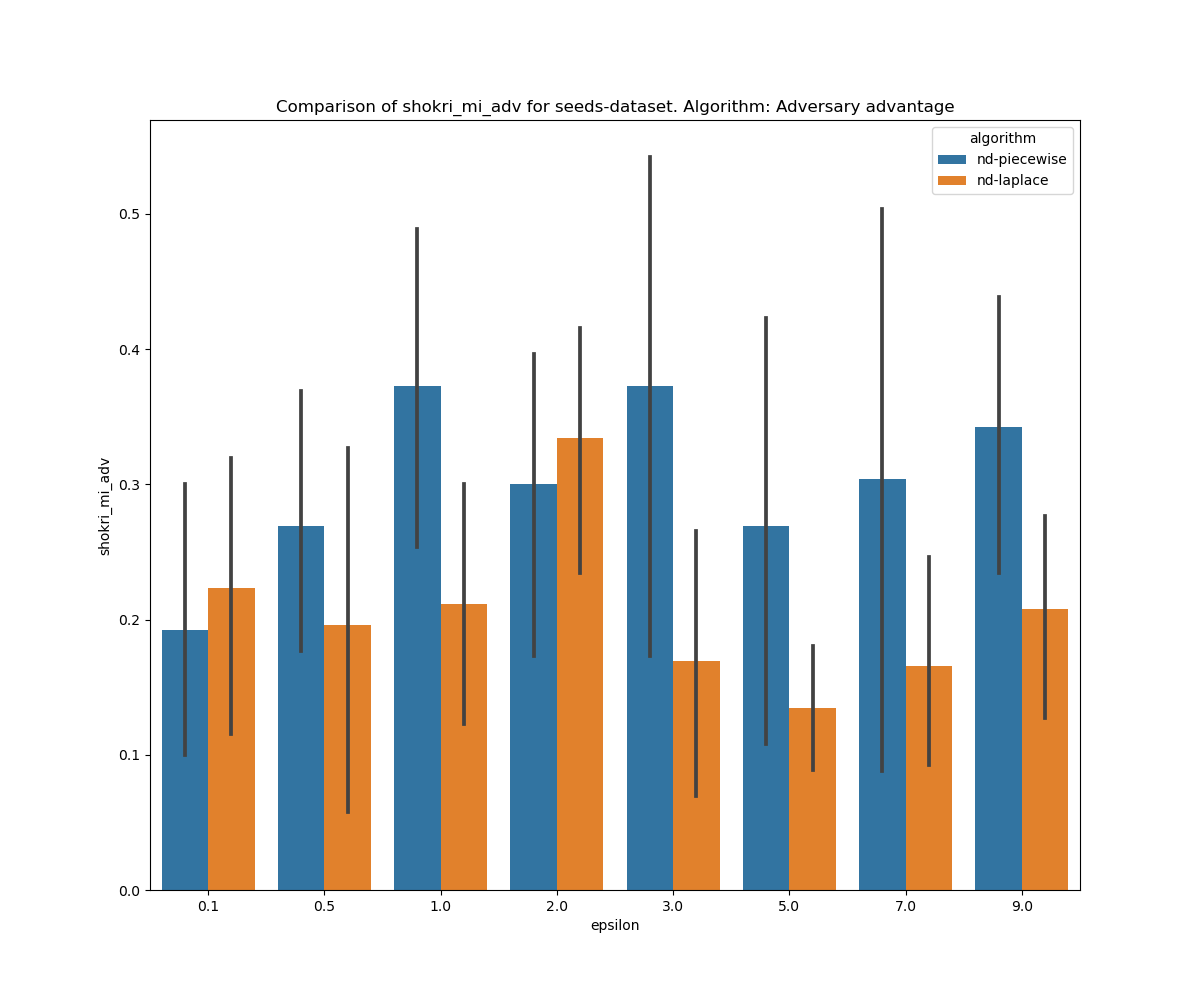 Comparison of shokri_mi_adv for seeds-dataset. Algorithm: Adversary advantage
algorithm
nd-piecewise
nd-laplace
shokri_mi_adv
0.5
0.4
0.3
0.2
0.1
0.0
0.1 0.5 1.0 2.0 3.0 5.0 7.0 9.0
epsilon